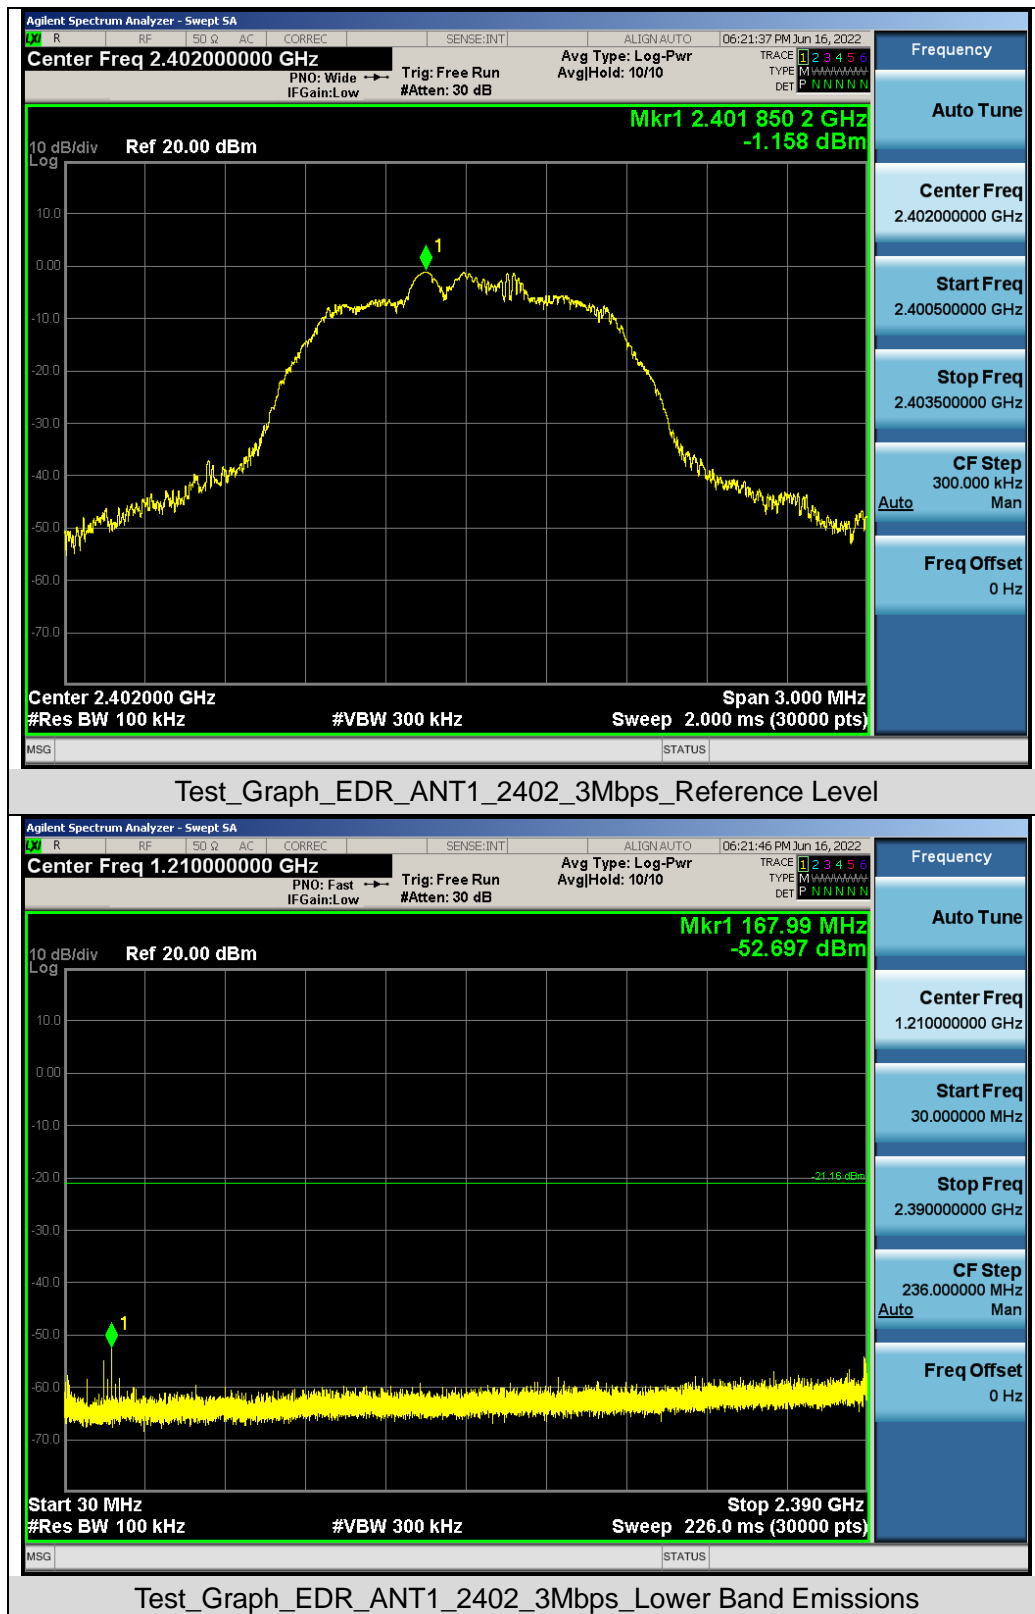 Agilent Spectrum Analyzer - Swept SA
LXI R RF 50 Ω AC CORREC SENSE:INT ALIGN AUTO 06:21:37 PM Jun 16, 2022
Center Freq 2.402000000 GHz
PNO: Wide
IFGain:Low
Trig: Free Run
#Atten: 30 dB
Avg Type: Log-Pwr
Avg|Hold: 10/10
TRACE 1 2 3 4 5 6
TYPE M
DET P N N N N N
Mkr1 2.401 850 2 GHz
-1.158 dBm
10 dB/div Ref 20.00 dBm
Log
10.0
0.00
-10.0
-20.0
-30.0
-40.0
-50.0
-60.0
-70.0
1
Center 2.402000 GHz Span 3.000 MHz
#Res BW 100 kHz #VBW 300 kHz Sweep 2.000 ms (30000 pts)
MSG STATUS
Frequency
Auto Tune
Center Freq
2.402000000 GHz
Start Freq
2.400500000 GHz
Stop Freq
2.403500000 GHz
CF Step
300.000 kHz
Auto Man
Freq Offset
0 Hz
Test_Graph_EDR_ANT1_2402_3Mbps_Reference Level
Agilent Spectrum Analyzer - Swept SA
LXI R RF 50 Ω AC CORREC SENSE:INT ALIGN AUTO 06:21:46 PM Jun 16, 2022
Center Freq 1.210000000 GHz
PNO: Fast
IFGain:Low
Trig: Free Run
#Atten: 30 dB
Avg Type: Log-Pwr
Avg|Hold: 10/10
TRACE 1 2 3 4 5 6
TYPE M
DET P N N N N N
Mkr1 167.99 MHz
-52.697 dBm
10 dB/div Ref 20.00 dBm
Log
10.0
0.00
-10.0
-20.0
-30.0
-40.0
-50.0
-60.0
-70.0
-21.16 dBm
1
Start 30 MHz Stop 2.390 GHz
#Res BW 100 kHz #VBW 300 kHz Sweep 226.0 ms (30000 pts)
MSG STATUS
Frequency
Auto Tune
Center Freq
1.210000000 GHz
Start Freq
30.000000 MHz
Stop Freq
2.390000000 GHz
CF Step
236.000000 MHz
Auto Man
Freq Offset
0 Hz
Test_Graph_EDR_ANT1_2402_3Mbps_Lower Band Emissions